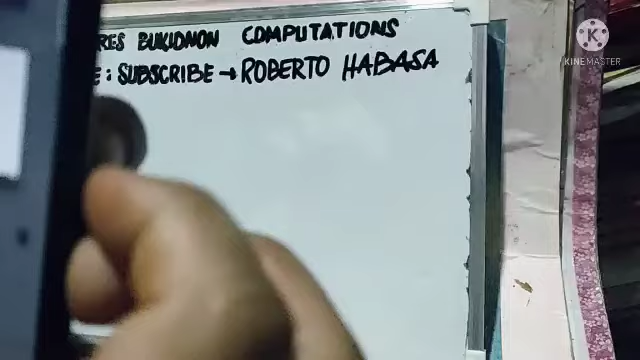 BUKIDNON COMPUTATIONS
: SUBSCRIBE → ROBERTO HABASA
K
KINEMASTER